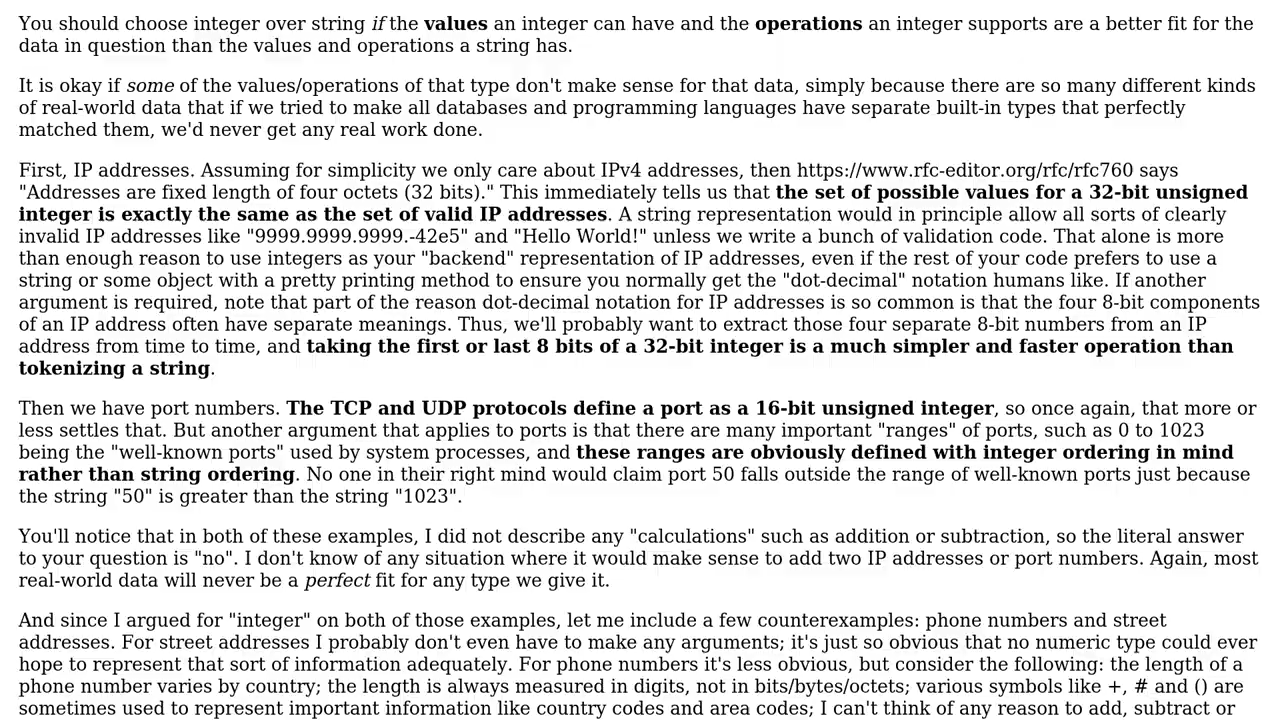 You should choose integer over string if the values an integer can have and the operations an integer supports are a better fit for the
data in question than the values and operations a string has.
It is okay if some of the values/operations of that type don't make sense for that data, simply because there are so many different kinds
of real-world data that if we tried to make all databases and programming languages have separate built-in types that perfectly
matched them, we'd never get any real work done.
First, IP addresses. Assuming for simplicity we only care about IPv4 addresses, then https://www.rfc-editor.org/rfc/rfc760 says
"Addresses are fixed length of four octets (32 bits)." This immediately tells us that the set of possible values for a 32-bit unsigned
integer is exactly the same as the set of valid IP addresses. A string representation would in principle allow all sorts of clearly
invalid IP addresses like "9999.9999.9999.-42e5" and "Hello World!" unless we write a bunch of validation code. That alone is more
than enough reason to use integers as your "backend" representation of IP addresses, even if the rest of your code prefers to use a
string or some object with a pretty printing method to ensure you normally get the "dot-decimal" notation humans like. If another
argument is required, note that part of the reason dot-decimal notation for IP addresses is so common is that the four 8-bit components
of an IP address often have separate meanings. Thus, we'll probably want to extract those four separate 8-bit numbers from an IP
address from time to time, and taking the first or last 8 bits of a 32-bit integer is a much simpler and faster operation than
tokenizing a string.
Then we have port numbers. The TCP and UDP protocols define a port as a 16-bit unsigned integer, so once again, that more or
less settles that. But another argument that applies to ports is that there are many important "ranges" of ports, such as 0 to 1023
being the "well-known ports" used by system processes, and these ranges are obviously defined with integer ordering in mind
rather than string ordering. No one in their right mind would claim port 50 falls outside the range of well-known ports just because
the string "50" is greater than the string "1023".
You'll notice that in both of these examples, I did not describe any "calculations" such as addition or subtraction, so the literal answer
to your question is "no". I don't know of any situation where it would make sense to add two IP addresses or port numbers. Again, most
real-world data will never be a perfect fit for any type we give it.
And since I argued for "integer" on both of those examples, let me include a few counterexamples: phone numbers and street
addresses. For street addresses I probably don't even have to make any arguments; it's just so obvious that no numeric type could ever
hope to represent that sort of information adequately. For phone numbers it's less obvious, but consider the following: the length of a
phone number varies by country; the length is always measured in digits, not in bits/bytes/octets; various symbols like +, # and () are
sometimes used to represent important information like country codes and area codes; I can't think of any reason to add, subtract or